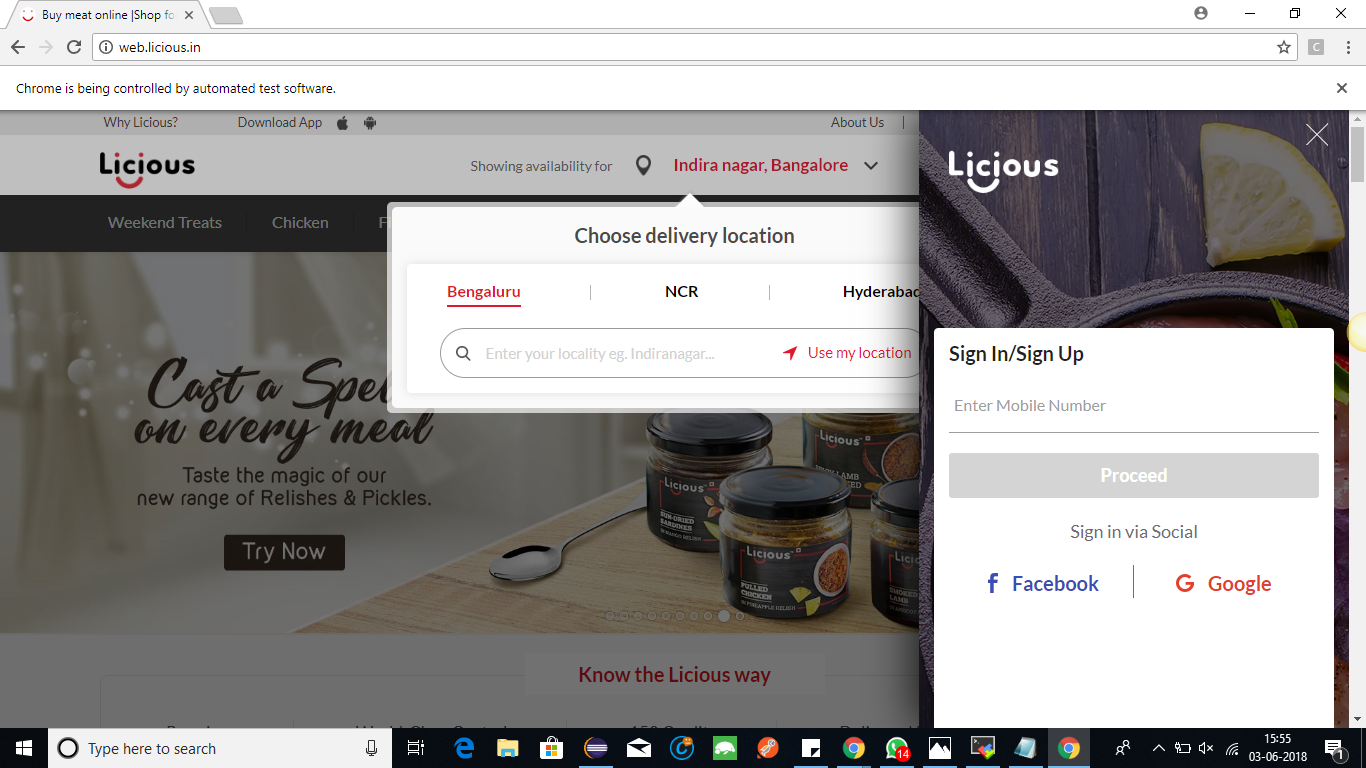 Buy meat online |Shop fo
web.licious.in
C
Chrome is being controlled by automated test software.
Why Licious?
Download App
About Us
Licious
Showing availability for
Indira nagar, Bangalore
Licious
Weekend Treats
Chicken
F
Choose delivery location
Bengaluru
NCR
Hyderabad
Enter your locality eg. Indiranagar...
Use my location
Cast a Spel
on every meal
Taste the magic of our
new range of Relishes & Pickles.
Try Now
Licious
Licious
SUN-DRIED
SARDINES
IN MANGO RELISH
Licious
PULLED
CHICKEN
IN PINEAPPLE RELISH
Licious
LAMB
Sign In/Sign Up
Enter Mobile Number
Proceed
Sign in via Social
Facebook
Google
Know the Licious way
Type here to search
14
15:55
03-06-2018
1